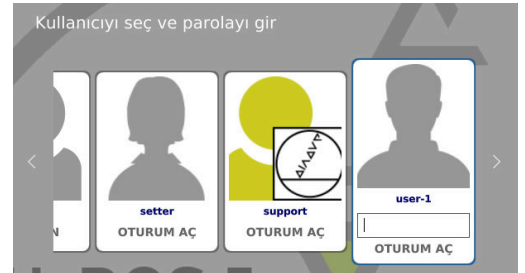 Kullanıcıyı seç ve parolayı gir
setter
support
user-1
N
OTURUM AÇ
OTURUM AÇ
OTURUM AÇ